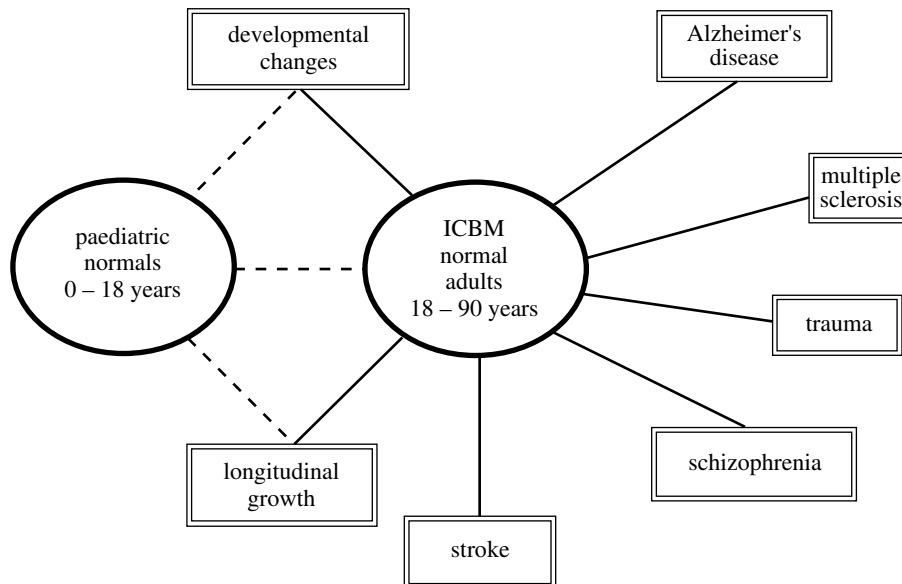 developmental
changes
Alzheimer's
disease
multiple
sclerosis
paediatric
normals
0 – 18 years
ICBM
normal
adults
18 – 90 years
trauma
schizophrenia
longitudinal
growth
stroke